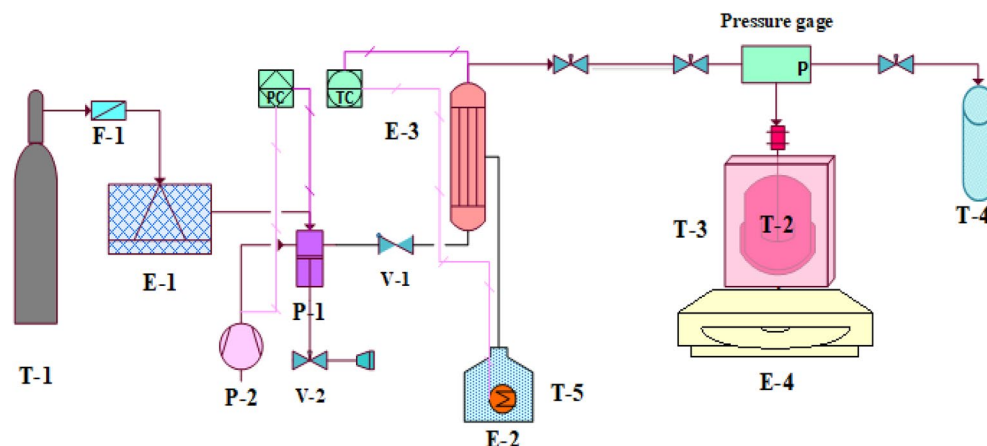 Pressure gage
PC
TC
P
F-1
E-3
T-2
T-3
T-4
E-1
V-1
P-1
T-1
P-2
V-2
T-5
E-4
E-2